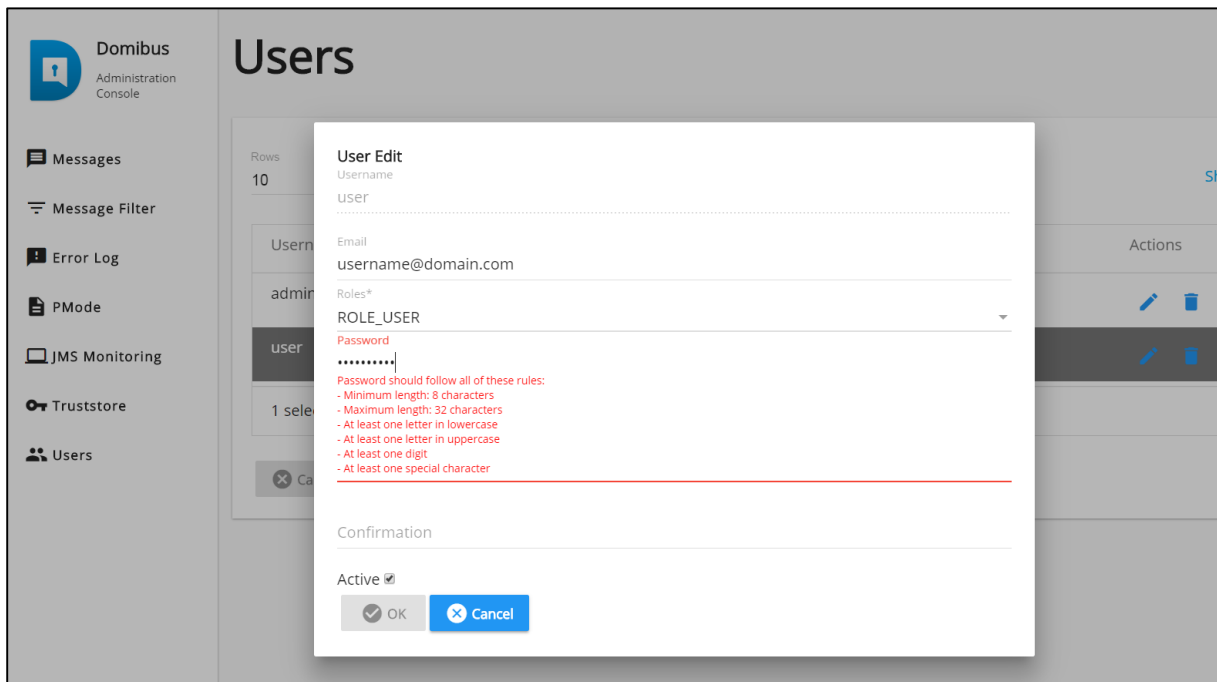 Domibus
Administration
Console
Messages
Message Filter
Error Log
PMode
JMS Monitoring
Truststore
Users
Users
Rows
10
Sh
Usern
Actions
admin
user
1 sele
Ca
User Edit
Username
user
Email
username@domain.com
Roles*
ROLE_USER
Password
••••••••••
Password should follow all of these rules:
- Minimum length: 8 characters
- Maximum length: 32 characters
- At least one letter in lowercase
- At least one letter in uppercase
- At least one digit
- At least one special character
Confirmation
Active
OK
Cancel